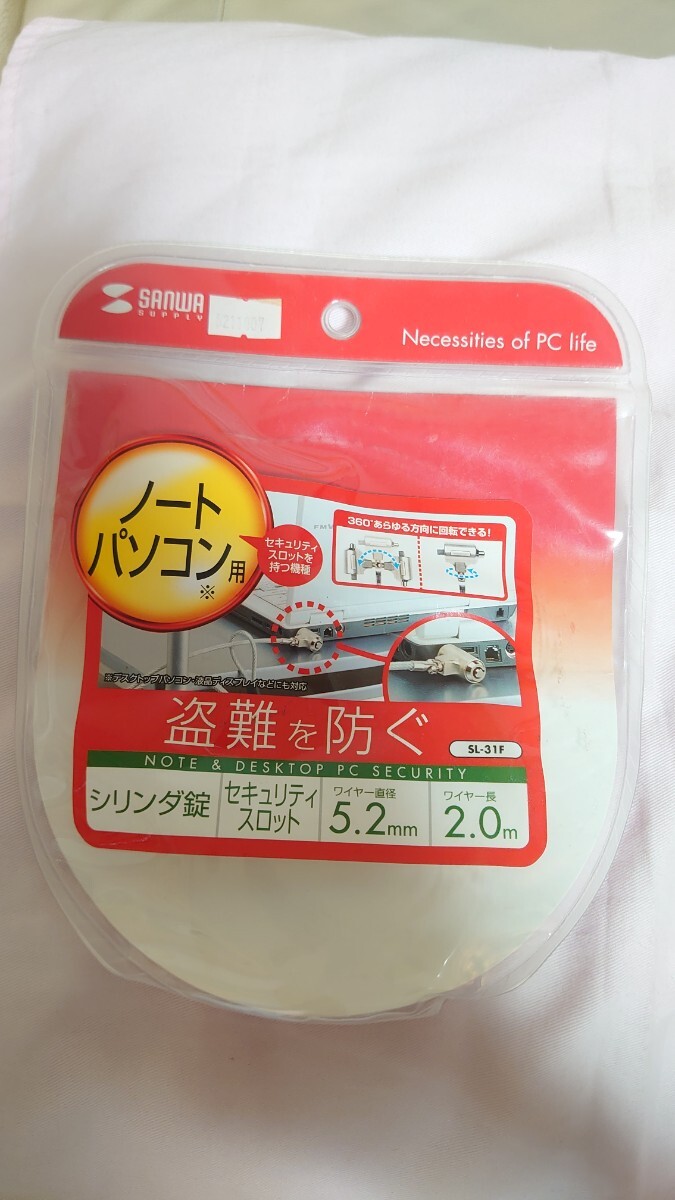 SANWA
SUPPLY
Necessities of PC life
ノート
パソコン用
※
セキュリティ
スロットを
持つ機種
360°あらゆる方向に回転できる!
※デスクトップパソコン・液晶ディスプレイなどにも対応
盗難を防ぐ
SL-31F
NOTE & DESKTOP PC SECURITY
シリンダ錠
セキュリティ
スロット
ワイヤー直径
5.2mm
ワイヤー長
2.0m